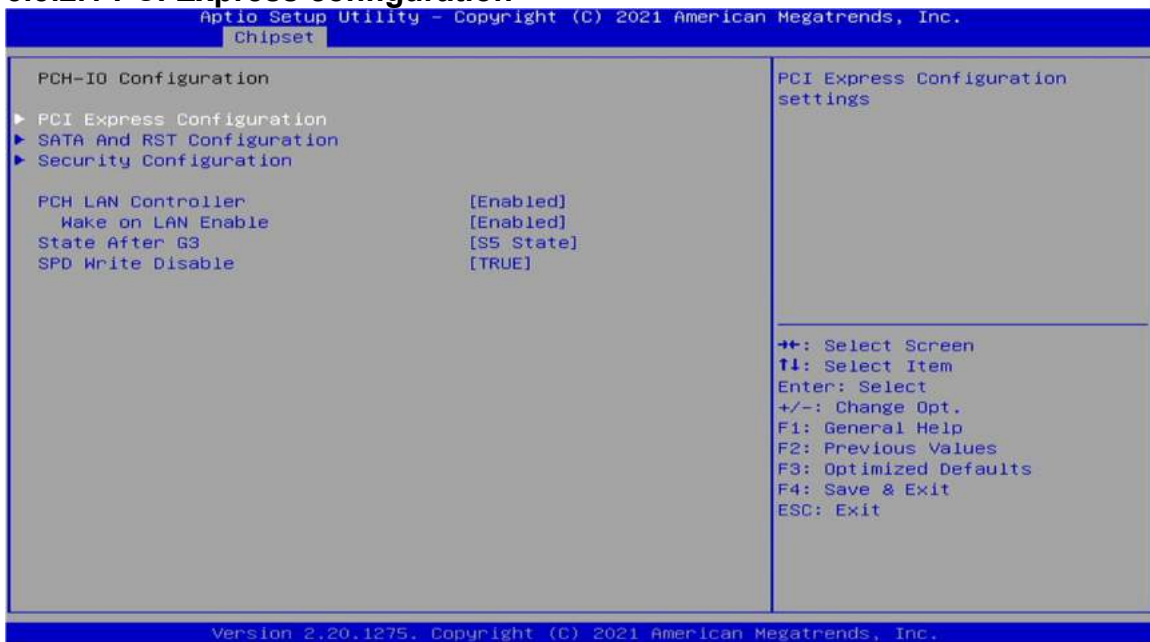 PCI Express configuration
Aptio Setup Utility – Copyright (C) 2021 American Megatrends, Inc.
Chipset
PCH-IO Configuration
PCI Express Configuration
SATA And RST Configuration
Security Configuration
PCH LAN Controller [Enabled]
Wake on LAN Enable [Enabled]
State After G3 [S5 State]
SPD Write Disable [TRUE]
PCI Express Configuration
settings
→←: Select Screen
↑↓: Select Item
Enter: Select
+/-: Change Opt.
F1: General Help
F2: Previous Values
F3: Optimized Defaults
F4: Save & Exit
ESC: Exit
Version 2.20.1275. Copyright (C) 2021 American Megatrends, Inc.